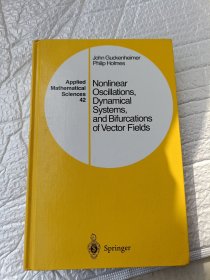 John Guckenheimer
Philip Holmes
Applied
Mathematical
Sciences
42
Nonlinear
Oscillations,
Dynamical
Systems,
and Bifurcations
of Vector Fields
Springer